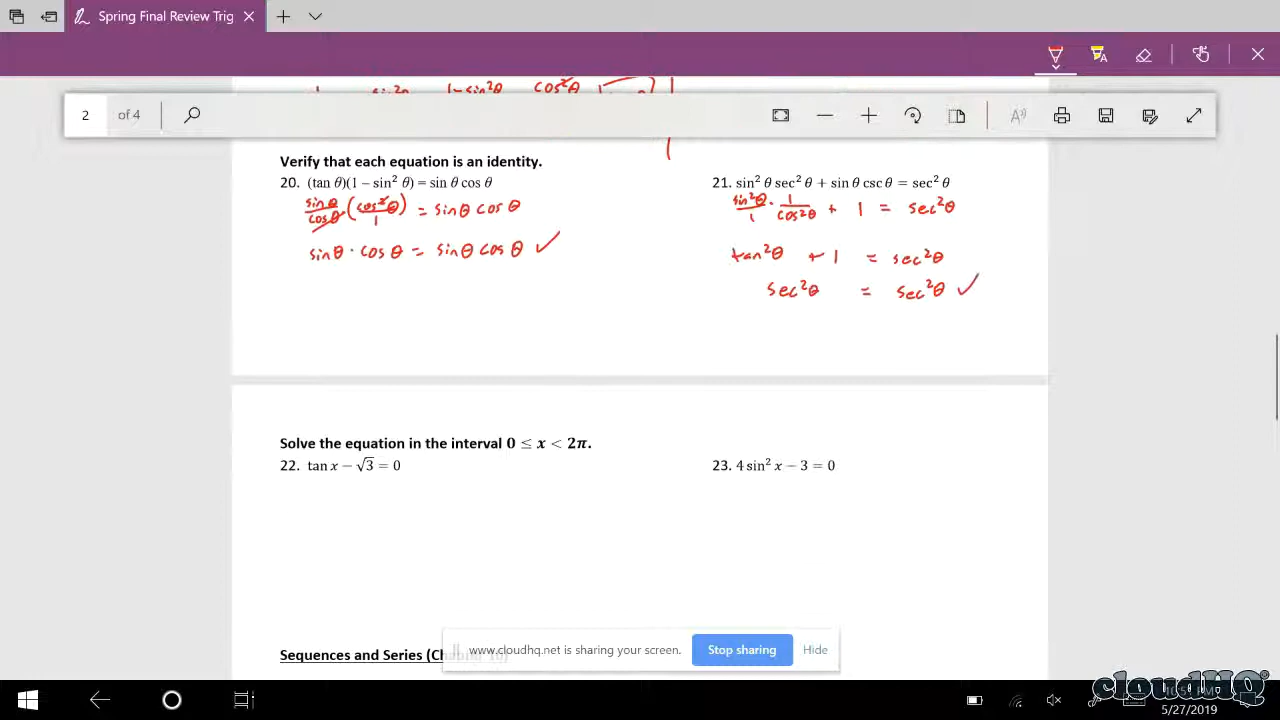 Spring Final Review Trig
2 of 4
Verify that each equation is an identity.
20. (tan θ)(1 − sin² θ) = sin θ cos θ
sinθ/cosθ (cos²θ/1) = sinθ cosθ
sinθ · cosθ = sinθ cosθ ✓
21. sin² θ sec² θ + sin θ csc θ = sec² θ
sin²θ/1 · 1/cos²θ + 1 = sec²θ
tan²θ + 1 = sec²θ
sec²θ = sec²θ ✓
Solve the equation in the interval 0 ≤ x < 2π.
22. tan x − √3 = 0
23. 4 sin² x − 3 = 0
Sequences and Series
www.cloudhq.net is sharing your screen. Stop sharing Hide
cloudHQ
5/27/2019